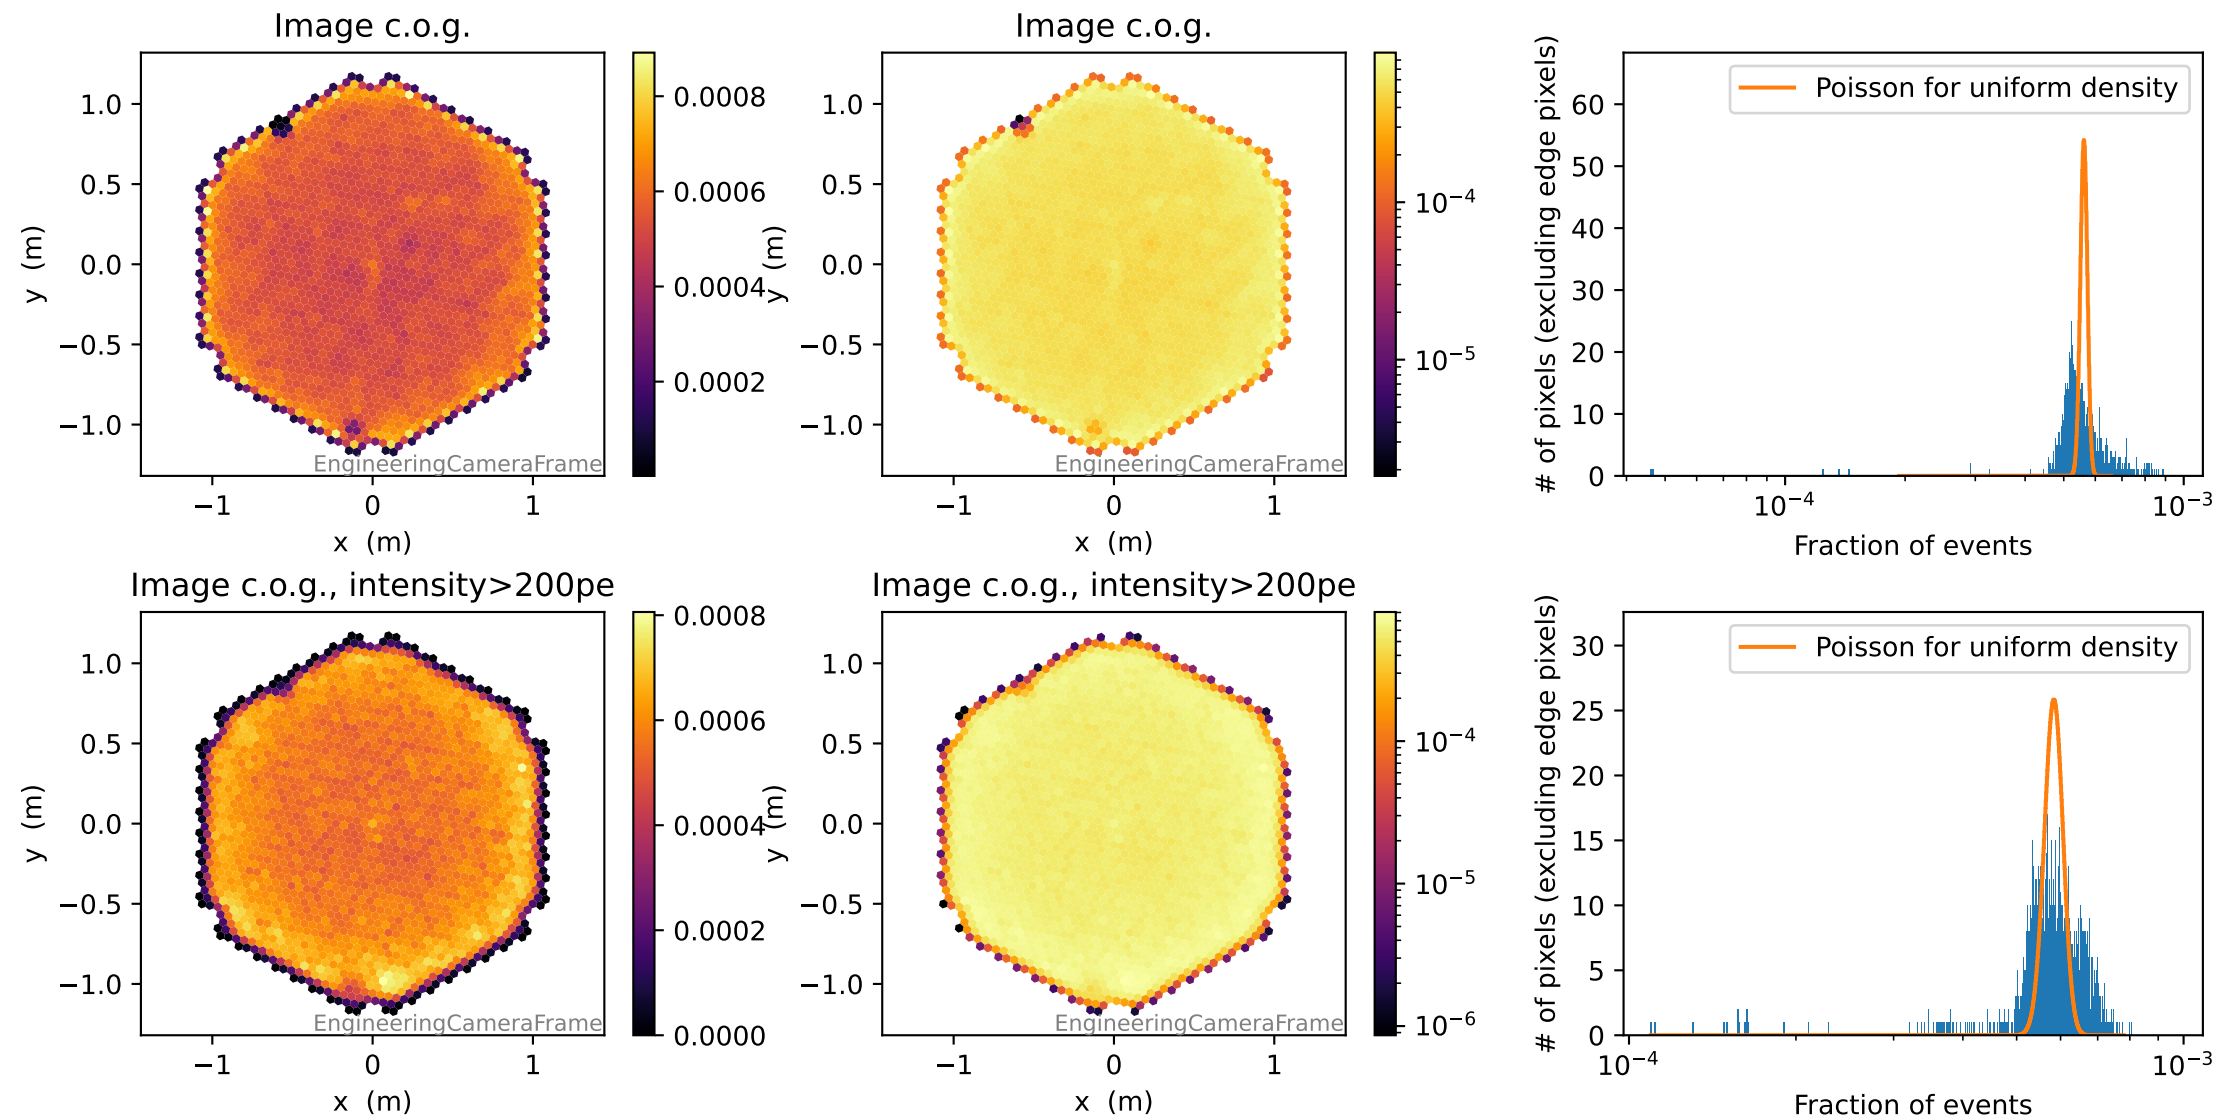 Image c.o.g.
1.0
0.5
0.0
−0.5
−1.0
y (m)
−1
0
1
x (m)
EngineeringCameraFrame
0.0008
0.0006
0.0004
0.0002
Image c.o.g.
1.0
0.5
0.0
−0.5
−1.0
y (m)
−1
0
1
x (m)
EngineeringCameraFrame
10⁻⁴
10⁻⁵
# of pixels (excluding edge pixels)
60
50
40
30
20
10
0
Poisson for uniform density
10⁻⁴
10⁻³
Fraction of events
Image c.o.g., intensity>200pe
1.0
0.5
0.0
−0.5
−1.0
y (m)
−1
0
1
x (m)
EngineeringCameraFrame
0.0008
0.0006
0.0004
0.0002
0.0000
Image c.o.g., intensity>200pe
1.0
0.5
0.0
−0.5
−1.0
y (m)
−1
0
1
x (m)
EngineeringCameraFrame
10⁻⁴
10⁻⁵
10⁻⁶
# of pixels (excluding edge pixels)
30
25
20
15
10
5
0
Poisson for uniform density
10⁻⁴
10⁻³
Fraction of events